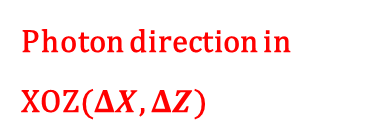 Photon direction in
XOZ(ΔX, ΔZ)